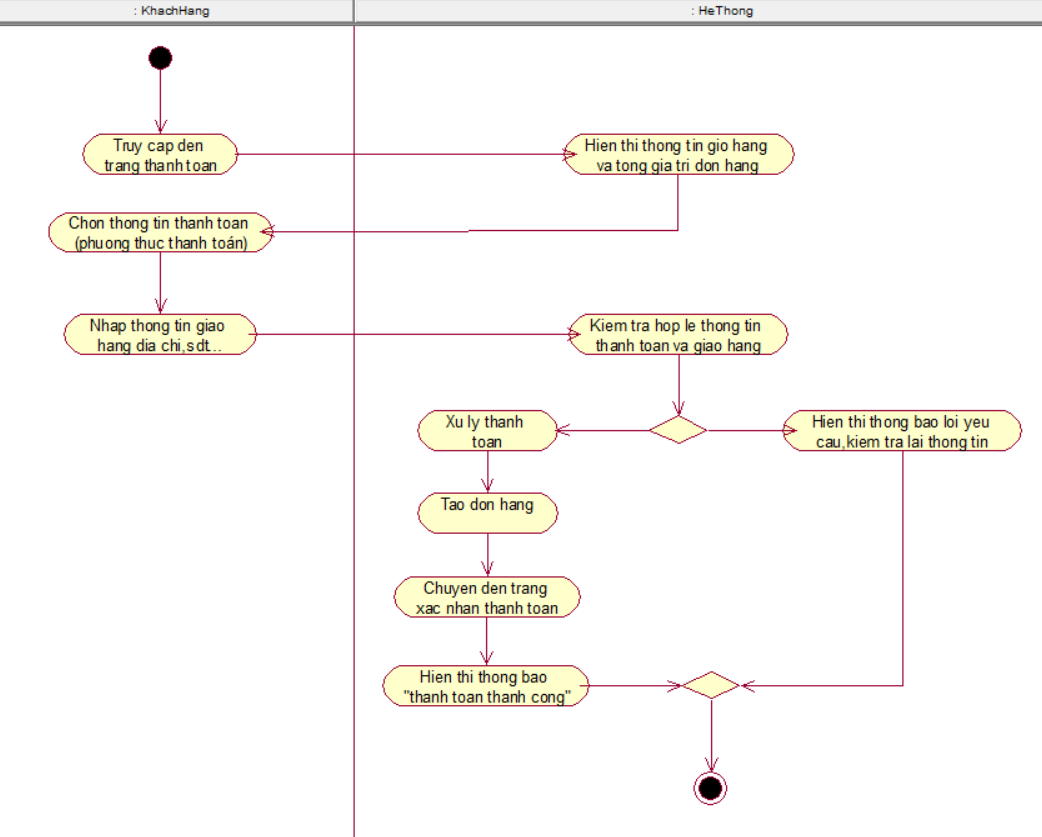 : KhachHang
: HeThong
Truy cap den
trang thanh toan
Hien thi thong tin gio hang
va tong gia tri don hang
Chon thong tin thanh toan
(phuong thuc thanh toán)
Nhap thong tin giao
hang dia chi,sdt...
Kiem tra hop le thong tin
thanh toan va giao hang
Xu ly thanh
toan
Hien thi thong bao loi yeu
cau,kiem tra lai thong tin
Tao don hang
Chuyen den trang
xac nhan thanh toan
Hien thi thong bao
"thanh toan thanh cong"